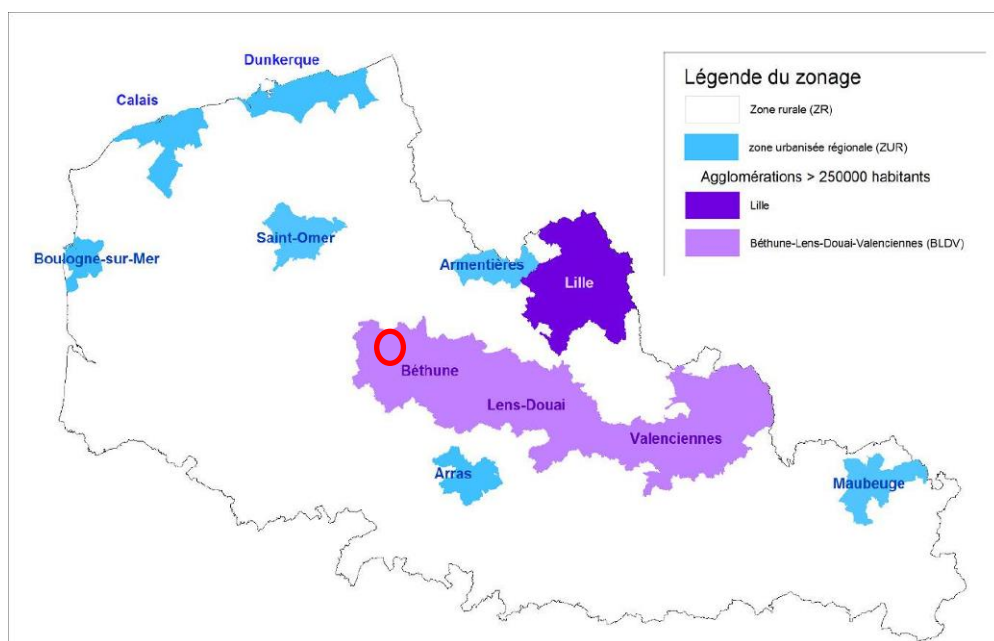 Dunkerque
Calais
Saint-Omer
Boulogne-sur-Mer
Armentières
Lille
Béthune
Lens-Douai
Valenciennes
Arras
Maubeuge
Légende du zonage
Zone rurale (ZR)
zone urbanisée régionale (ZUR)
Agglomérations > 250000 habitants
Lille
Béthune-Lens-Douai-Valenciennes (BLDV)